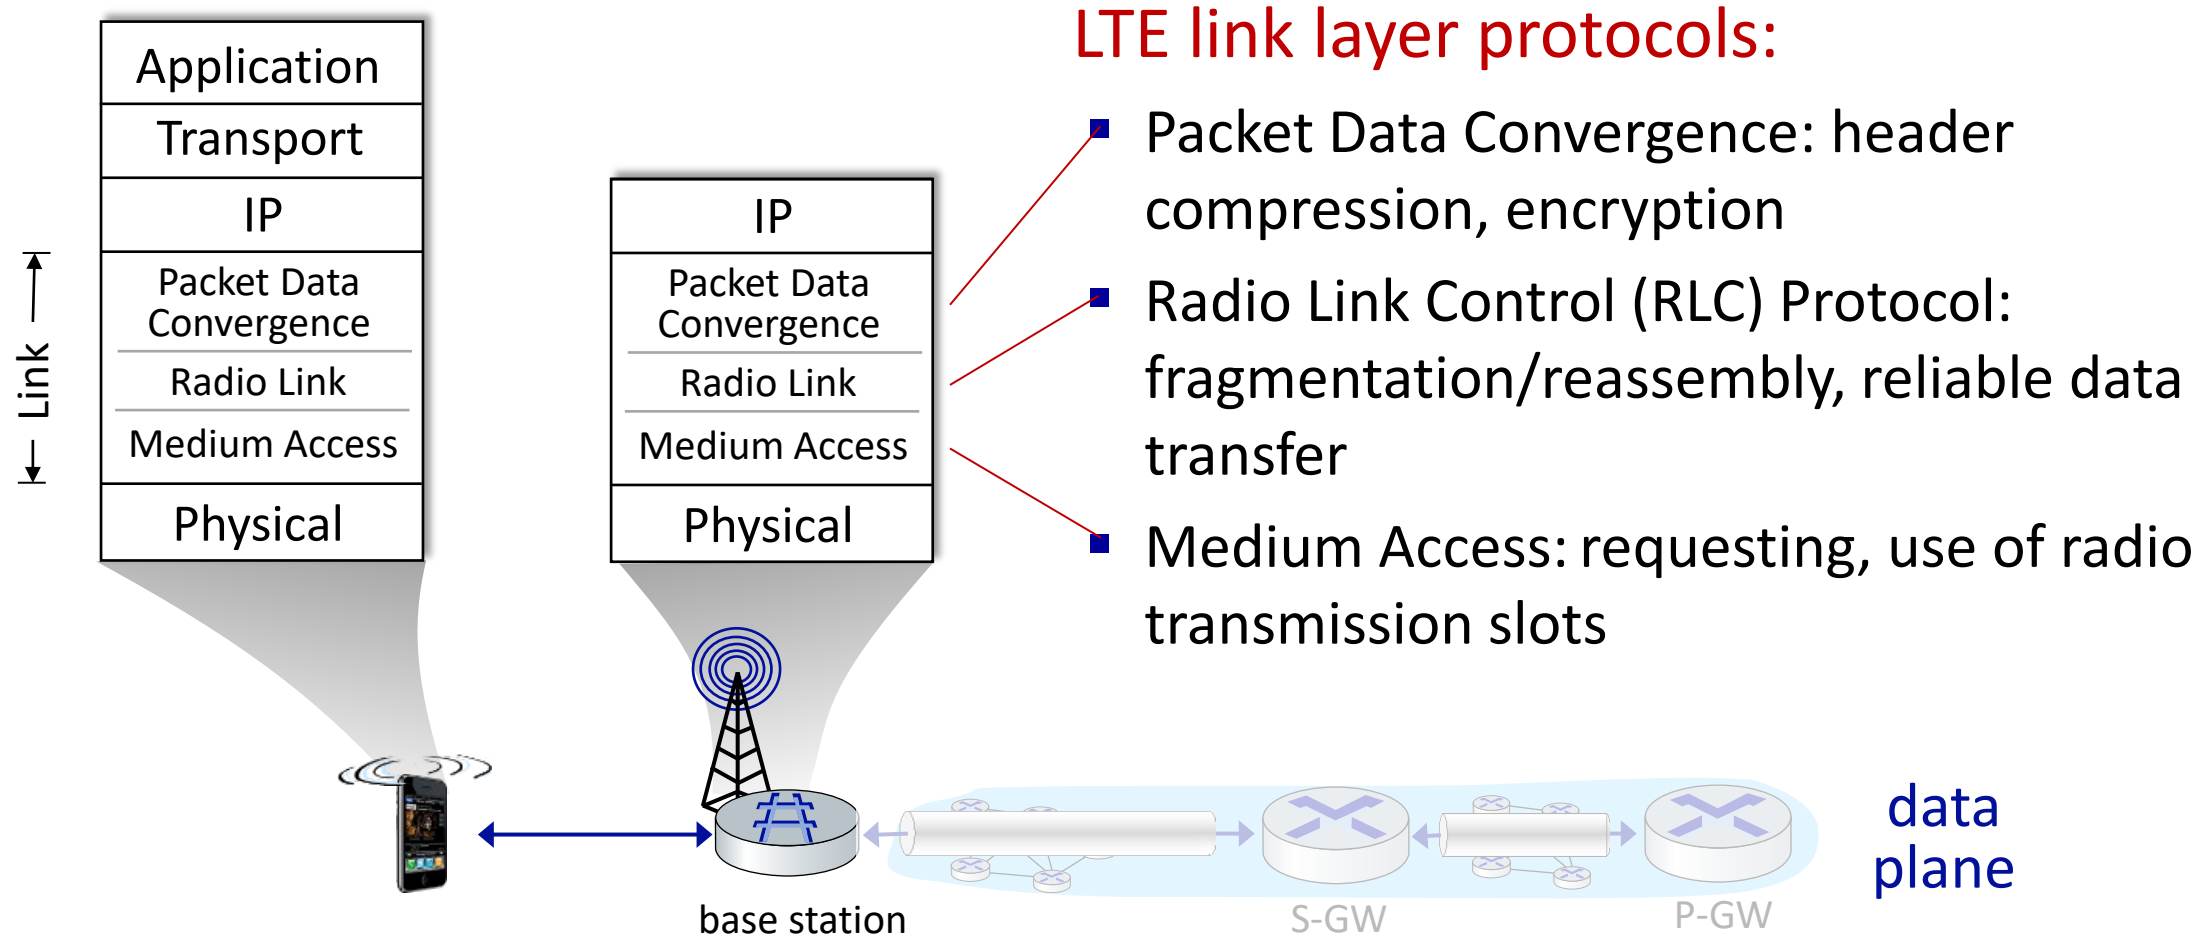 LTE link layer protocols:
Application
Transport
IP
Packet Data
Convergence
Radio Link
Medium Access
Physical
Link
IP
Packet Data
Convergence
Radio Link
Medium Access
Physical
Packet Data Convergence: header
compression, encryption
Radio Link Control (RLC) Protocol:
fragmentation/reassembly, reliable data
transfer
Medium Access: requesting, use of radio
transmission slots
base station
S-GW
P-GW
data
plane